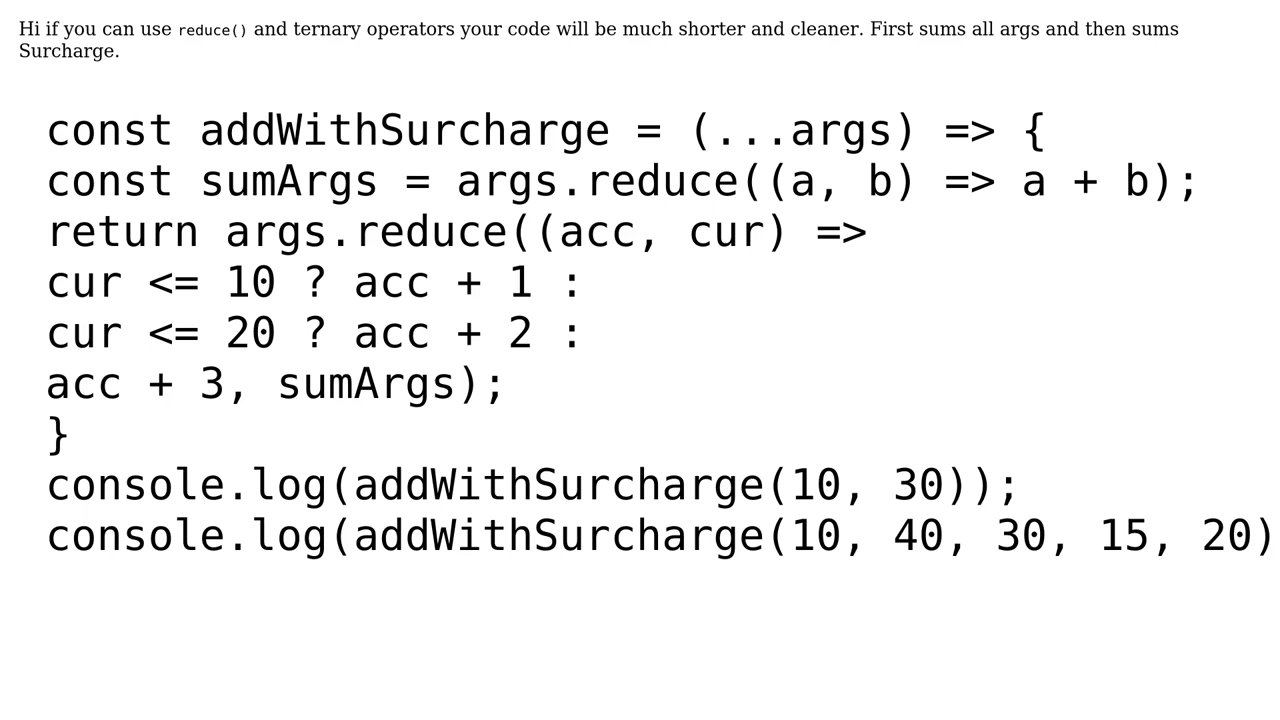 Hi if you can use reduce() and ternary operators your code will be much shorter and cleaner. First sums all args and then sums
Surcharge.
const addWithSurcharge = (...args) => {
const sumArgs = args.reduce((a, b) => a + b);
return args.reduce((acc, cur) =>
cur <= 10 ? acc + 1 :
cur <= 20 ? acc + 2 :
acc + 3, sumArgs);
}
console.log(addWithSurcharge(10, 30));
console.log(addWithSurcharge(10, 40, 30, 15, 20)